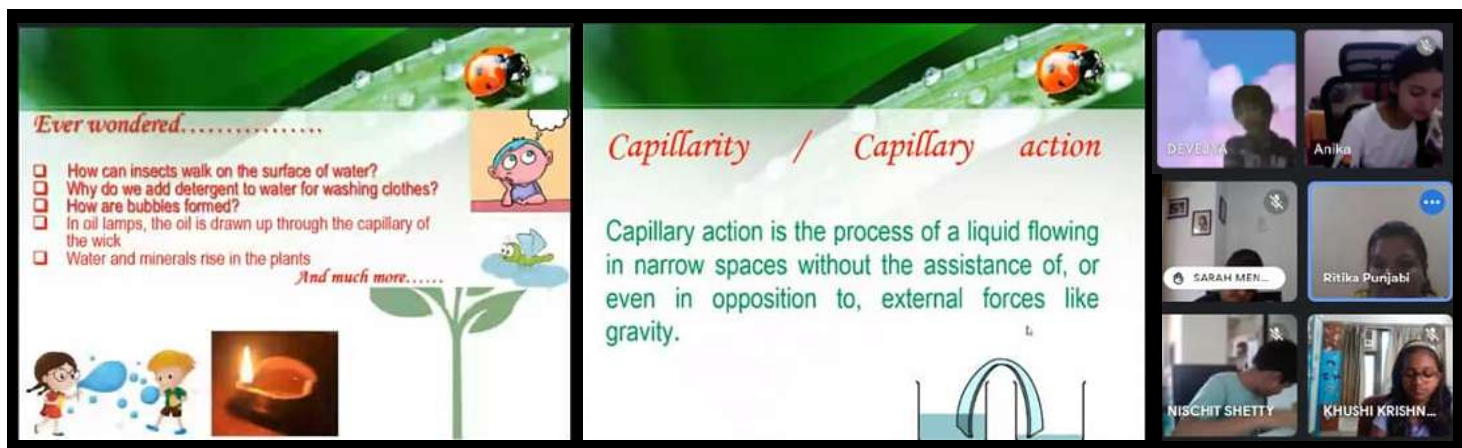 Ever wondered................
How can insects walk on the surface of water?
Why do we add detergent to water for washing clothes?
How are bubbles formed?
In oil lamps, the oil is drawn up through the capillary of
the wick
Water and minerals rise in the plants
And much more......
Capillarity / Capillary action
Capillary action is the process of a liquid flowing
in narrow spaces without the assistance of, or
even in opposition to, external forces like
gravity.
Anika
SARAH MEN...
Ritika Punjabi
NISCHIT SHETTY
KHUSHI KRISHN...